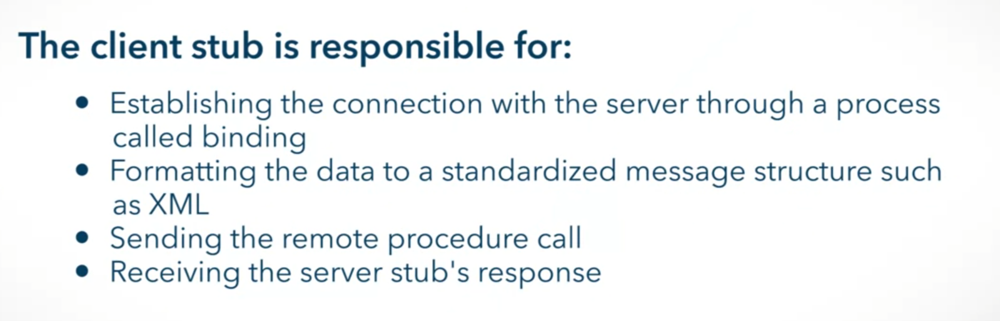 The client stub is responsible for:
• Establishing the connection with the server through a process
called binding
• Formatting the data to a standardized message structure such
as XML
• Sending the remote procedure call
• Receiving the server stub's response